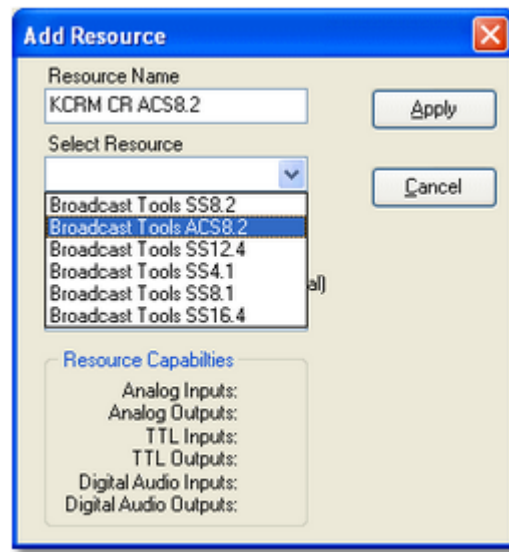 Add Resource
Resource Name
KCRM CR ACS8.2
Apply
Select Resource
Cancel
Broadcast Tools SS8.2
Broadcast Tools ACS8.2
Broadcast Tools SS12.4
Broadcast Tools SS4.1
al)
Broadcast Tools SS8.1
Broadcast Tools SS16.4
Resource Capabilties
Analog Inputs:
Analog Outputs:
TTL Inputs:
TTL Outputs:
Digital Audio Inputs:
Digital Audio Outputs: